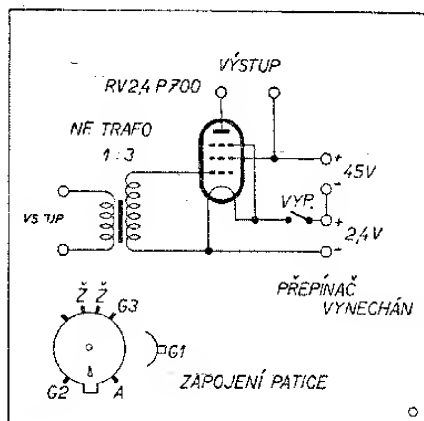 VÝSTUP
RV2,4 P700
NF TRAFO
1:3
+
45V
-
VYP.
+
2,4V
-
PŘEPÍNAČ
VYNECHÁN
Ž Ž
G3
G1
G2
A
ZAPOJENÍ PATICE